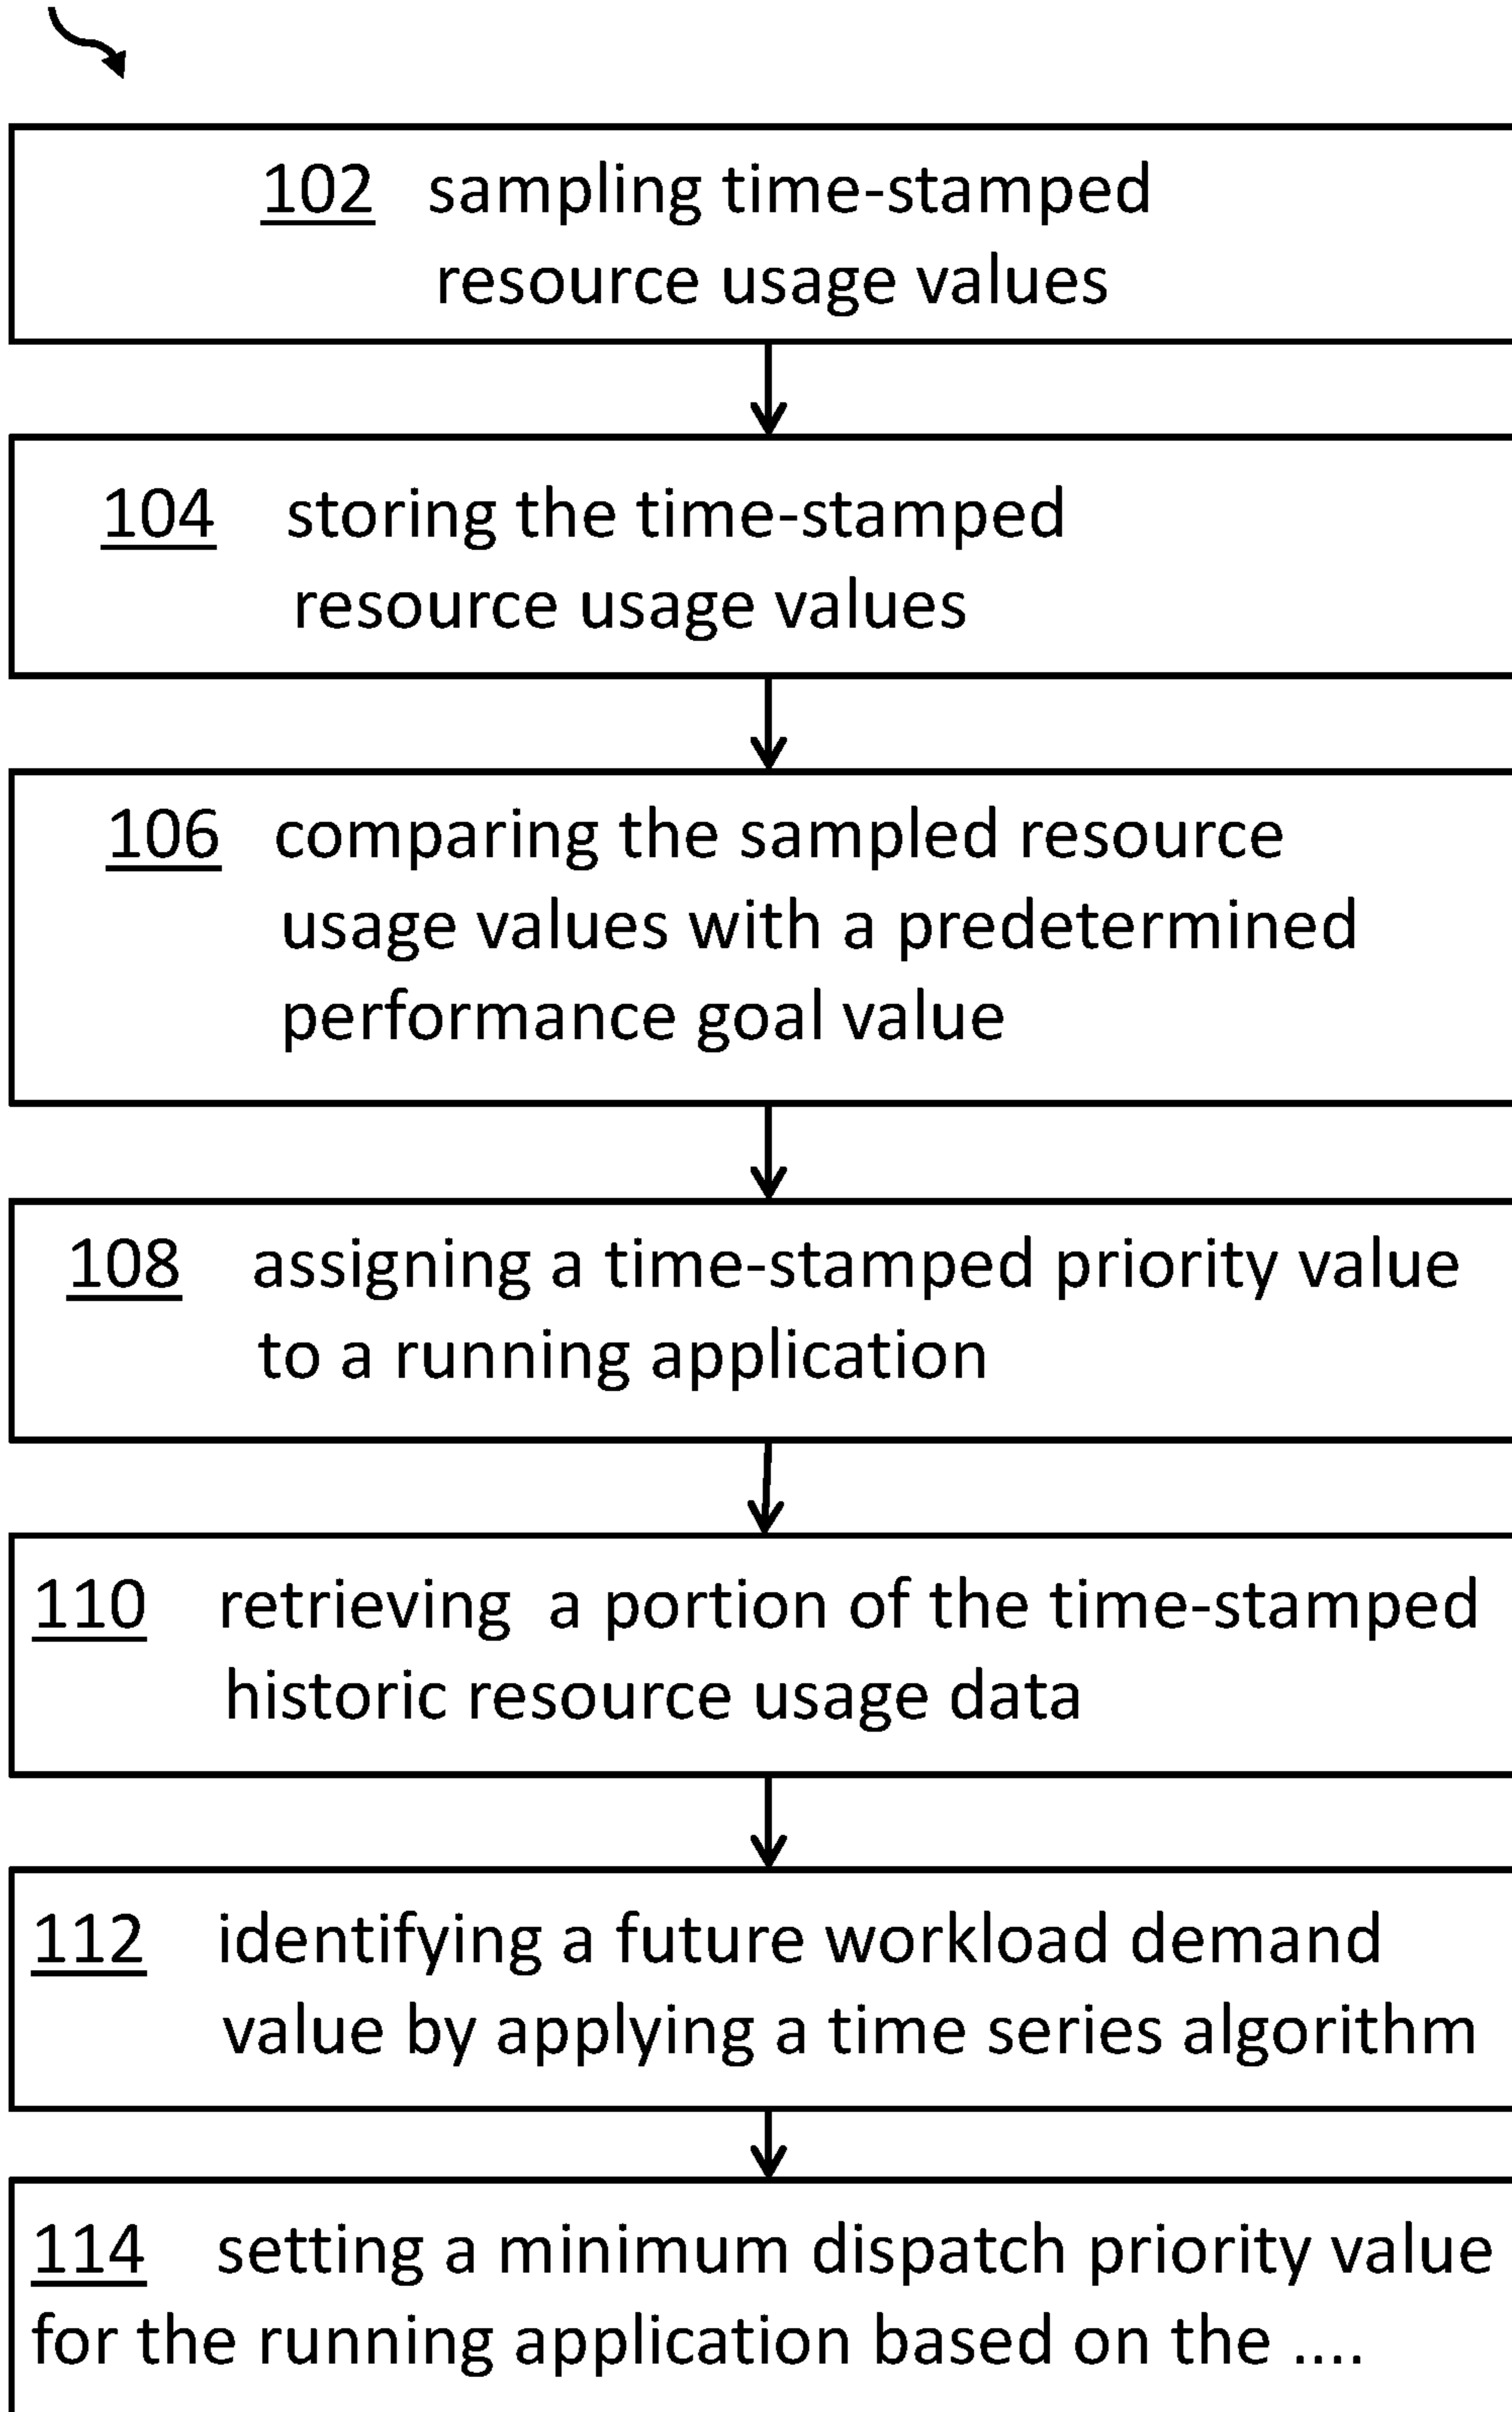 102 sampling time-stamped
resource usage values
104 storing the time-stamped
resource usage values
106 comparing the sampled resource
usage values with a predetermined
performance goal value
108 assigning a time-stamped priority value
to a running application
110 retrieving a portion of the time-stamped
historic resource usage data
112 identifying a future workload demand
value by applying a time series algorithm
114 setting a minimum dispatch priority value
for the running application based on the ....